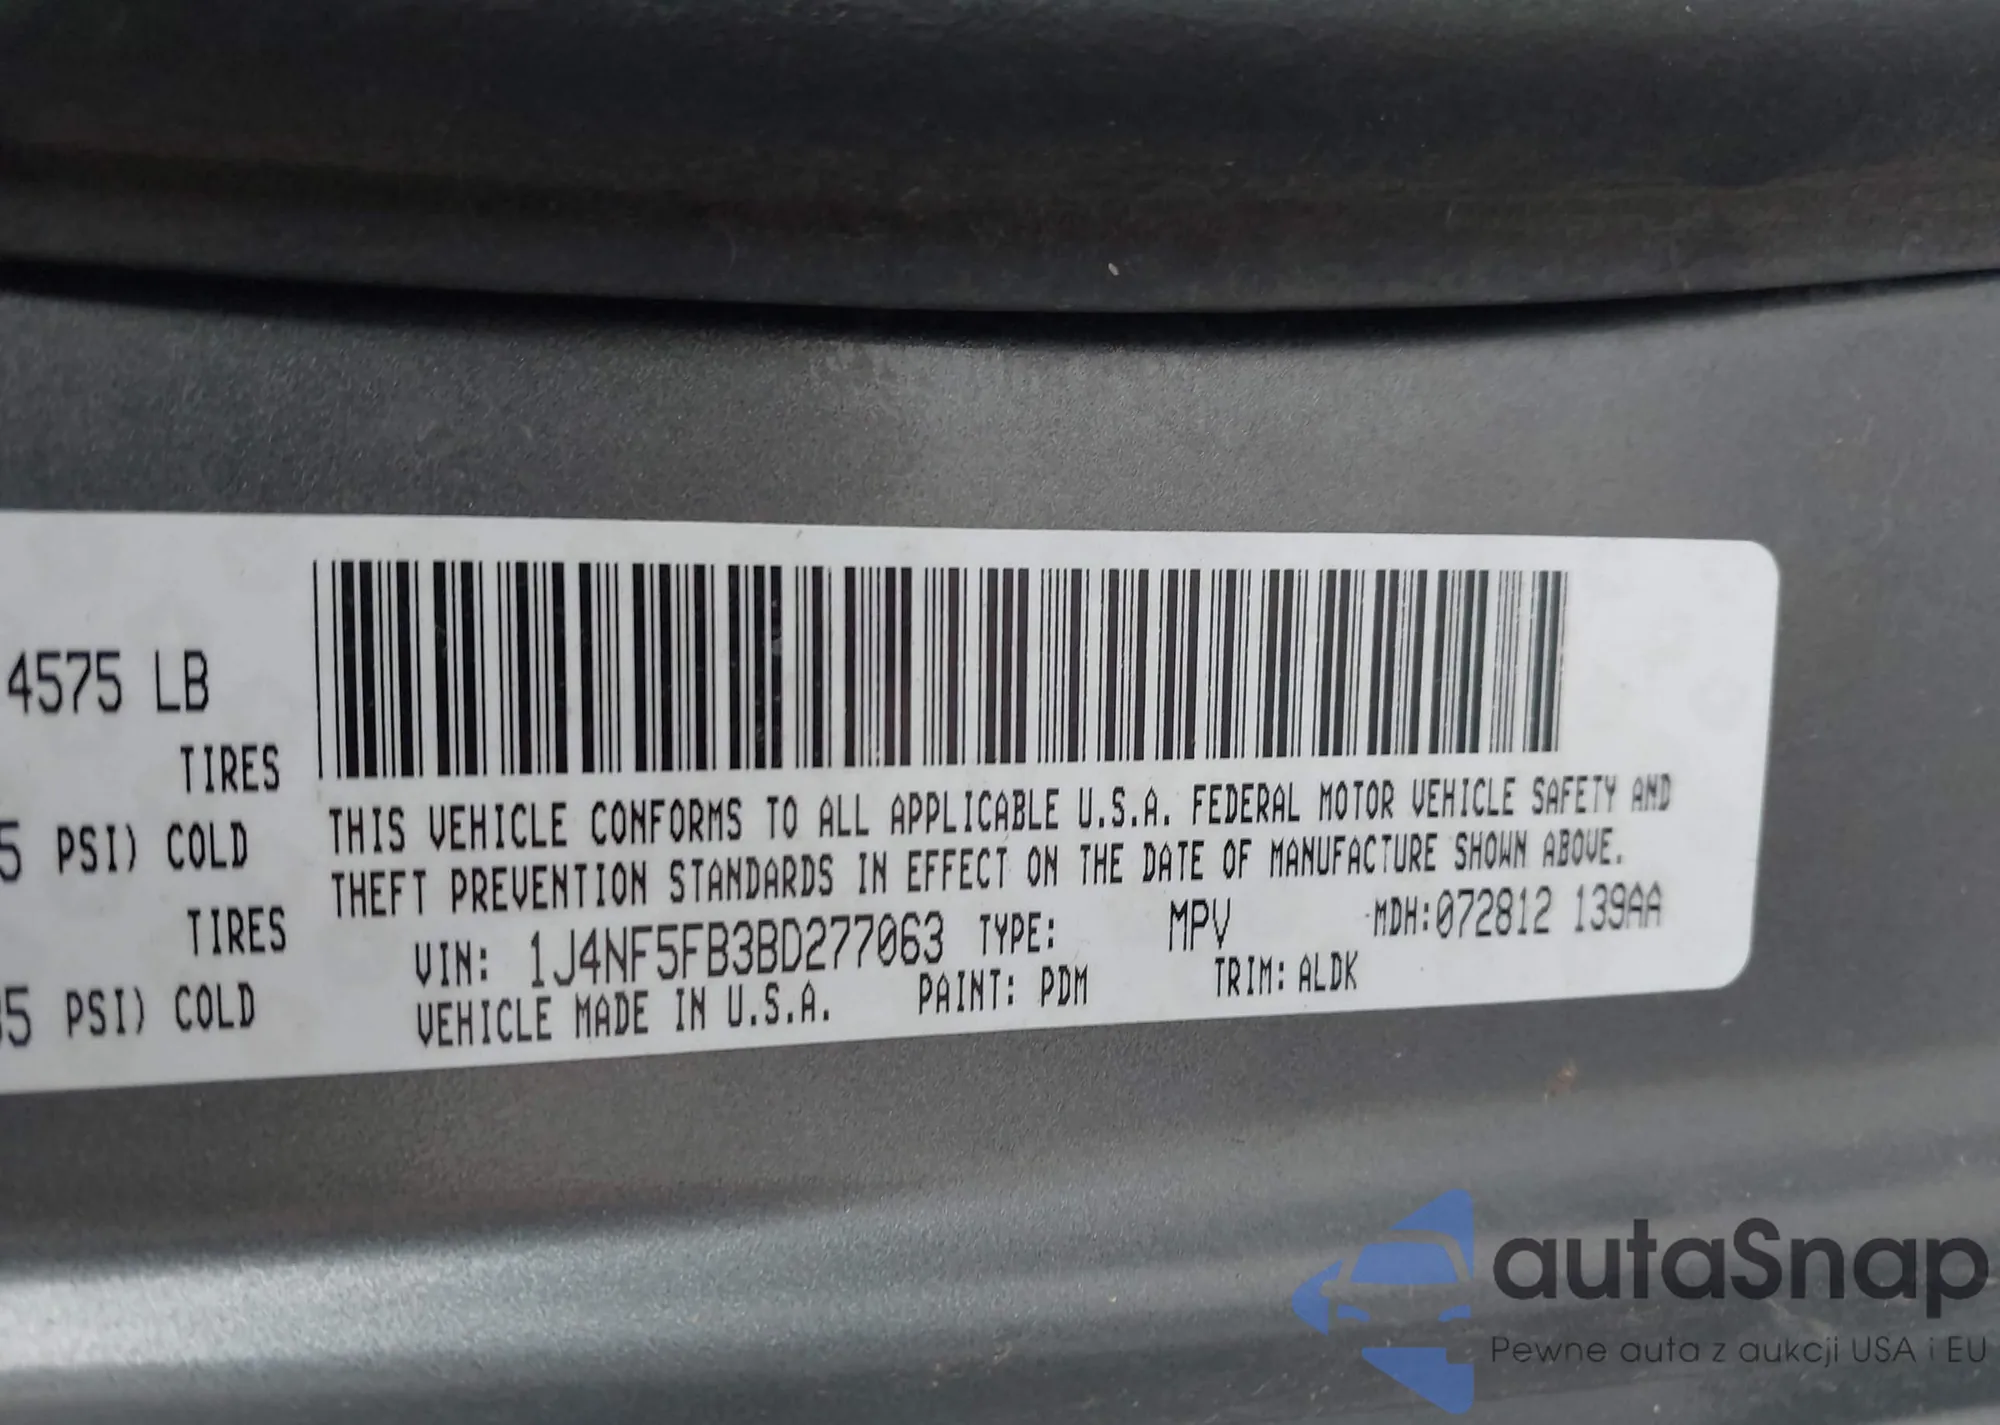 4575 LB
TIRES
5 PSI) COLD
TIRES
35 PSI) COLD
THIS VEHICLE CONFORMS TO ALL APPLICABLE U.S.A. FEDERAL MOTOR VEHICLE SAFETY AND
THEFT PREVENTION STANDARDS IN EFFECT ON THE DATE OF MANUFACTURE SHOWN ABOVE.
VIN: 1J4NF5FB3BD277063 TYPE: MPV MDH:072812 139AA
VEHICLE MADE IN U.S.A. PAINT: PDM TRIM: ALDK
autaSnap
Pewne auta z aukcji USA i EU